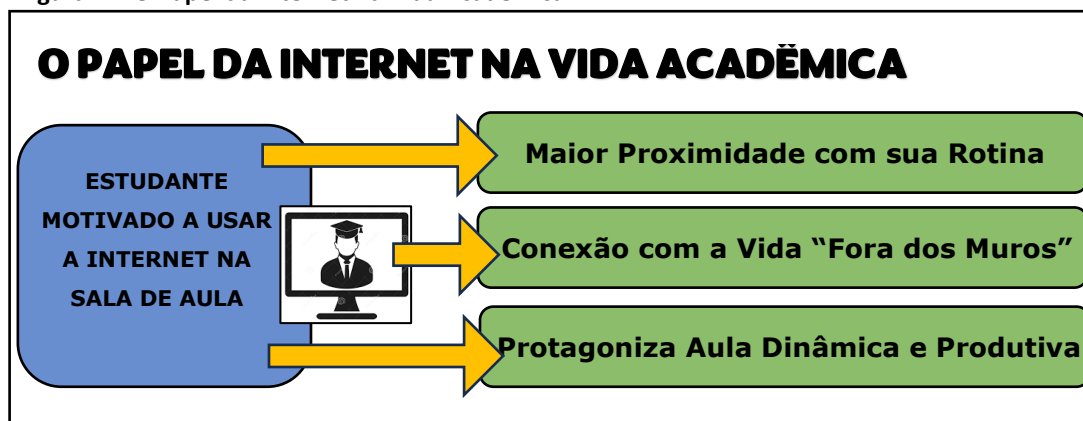 O PAPEL DA INTERNET NA VIDA ACADÊMICA
ESTUDANTE
MOTIVADO A USAR
A INTERNET NA
SALA DE AULA
Maior Proximidade com sua Rotina
Conexão com a Vida “Fora dos Muros”
Protagoniza Aula Dinâmica e Produtiva